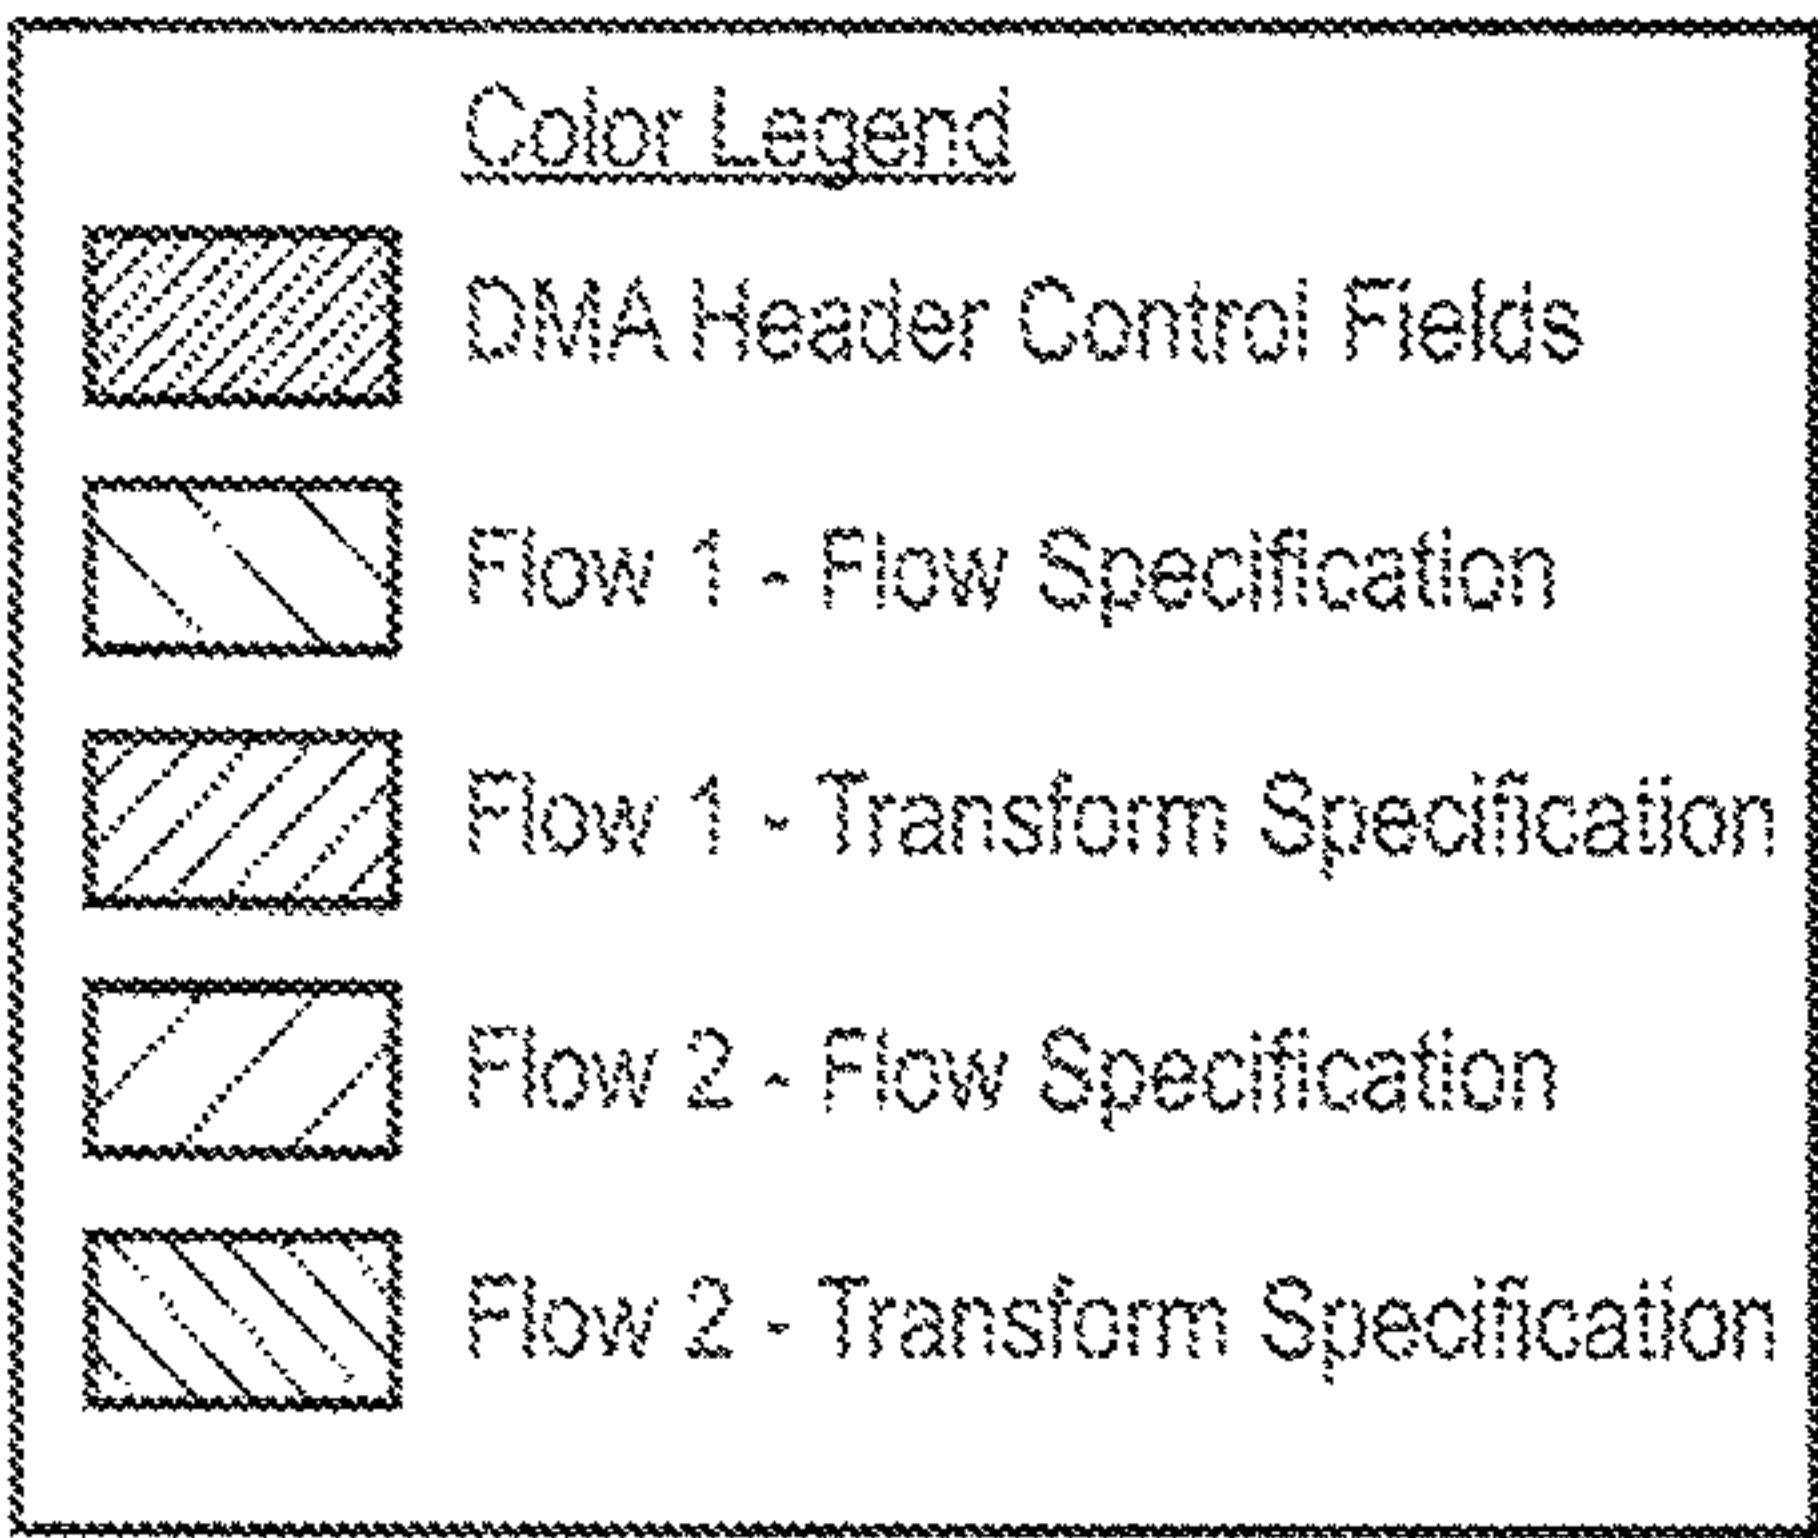 Color Legend
DMA Header Control Fields
Flow 1 - Flow Specification
Flow 1 - Transform Specification
Flow 2 - Flow Specification
Flow 2 - Transform Specification